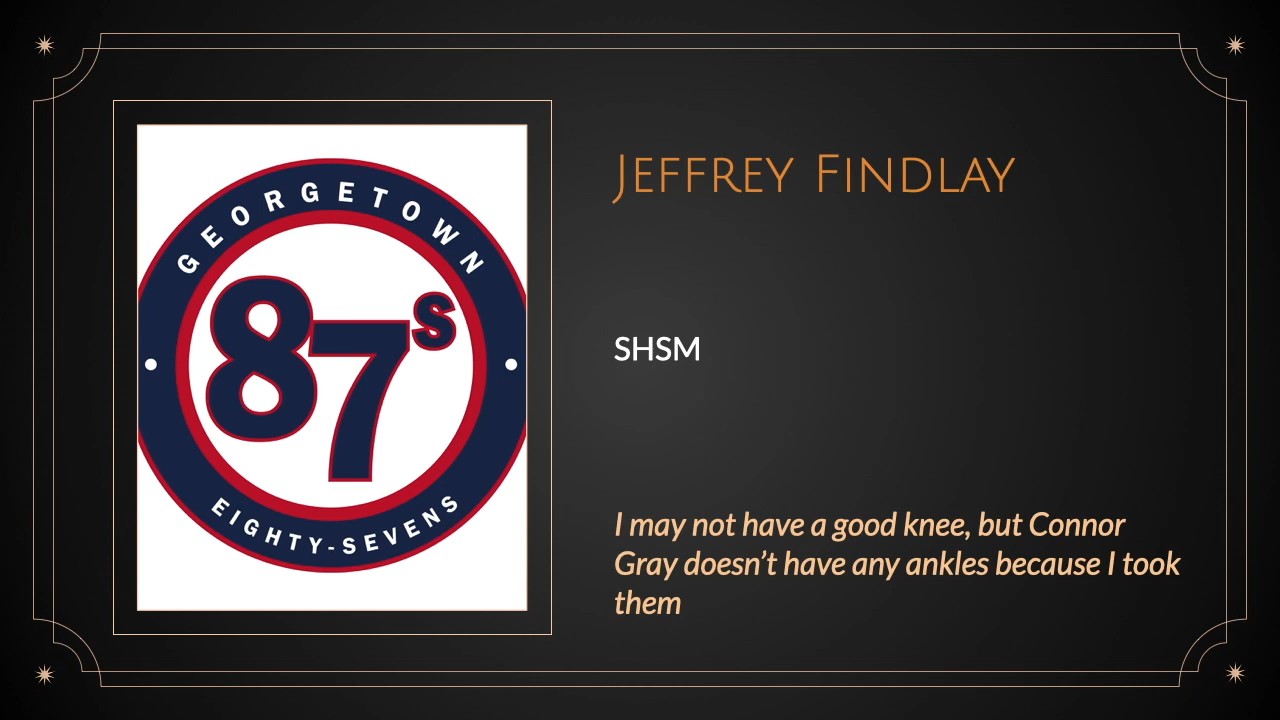 GEORGETOWN
87s
EIGHTY-SEVENS
Jeffrey Findlay
SHSM
I may not have a good knee, but Connor
Gray doesn’t have any ankles because I took
them